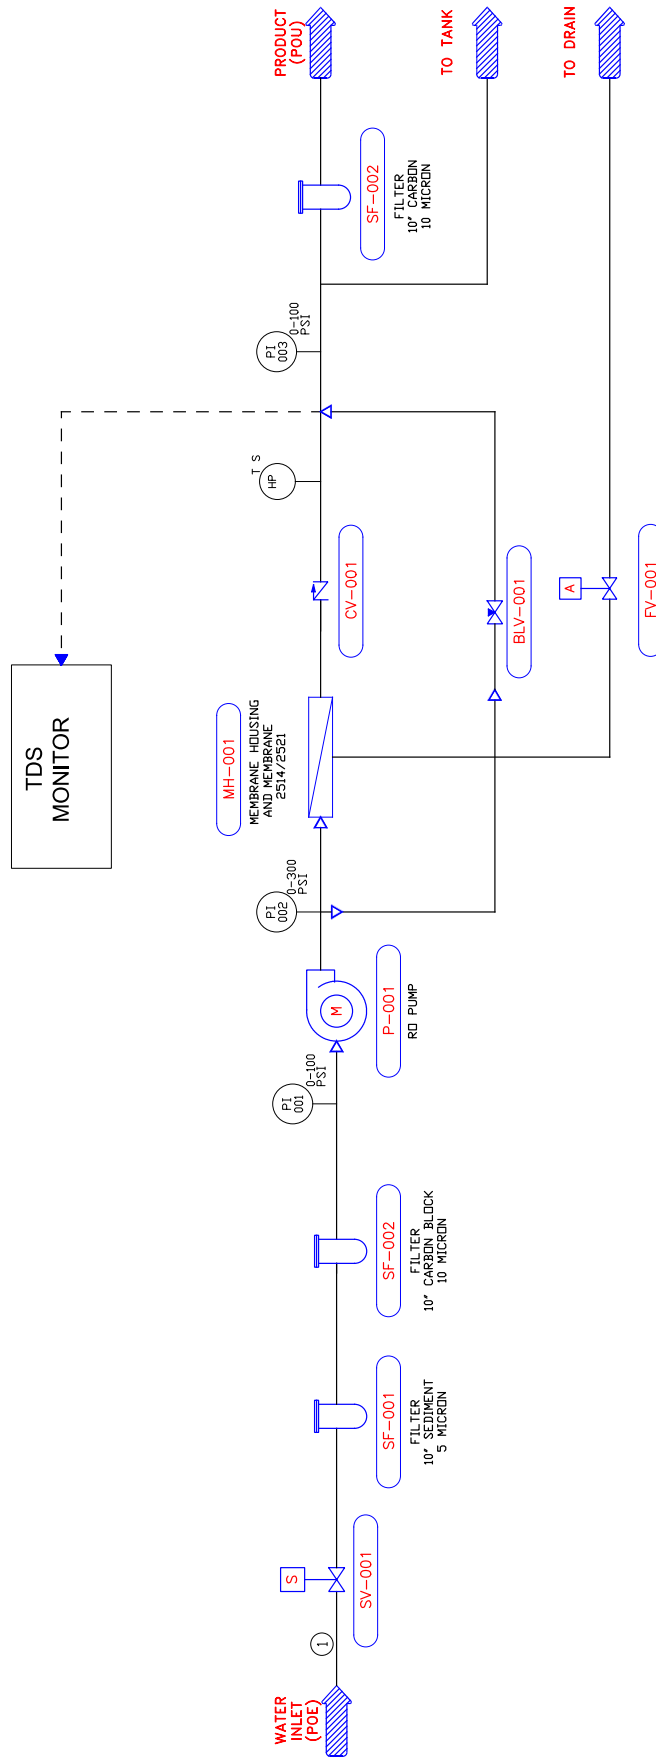 WATER
INLET
(POE)
1
S
SV-001
SF-001
FILTER
10" SEDIMENT
5 MICRON
SF-002
FILTER
10" CARBON BLOCK
10 MICRON
PI
001
0-100
PSI
M
P-001
RO PUMP
PI
002
0-300
PSI
MH-001
MEMBRANE HOUSING
AND MEMBRANE
2514/2521
TDS
MONITOR
CV-001
BLV-001
A
FV-001
HP
T S
PI
003
0-100
PSI
SF-002
FILTER
10" CARBON
10 MICRON
PRODUCT
(POU)
TO TANK
TO DRAIN